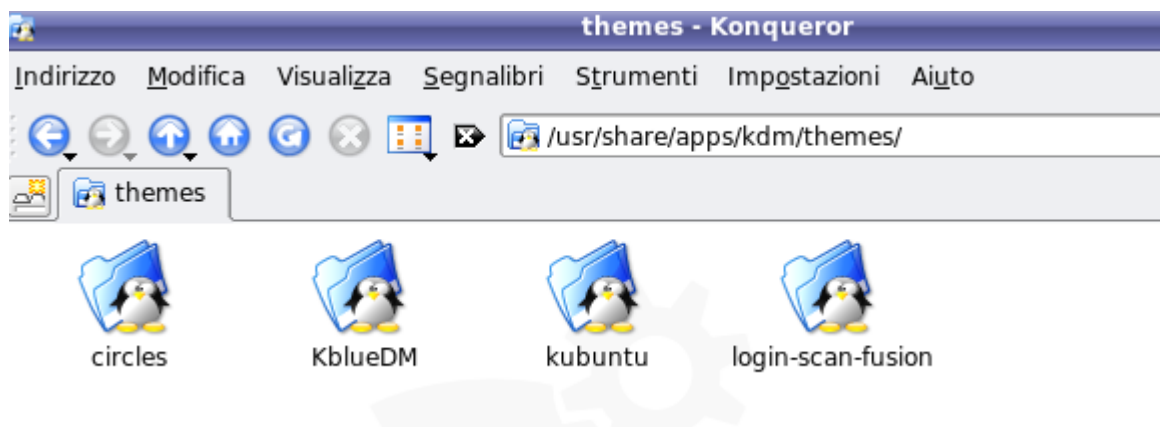 themes - Konqueror
Indirizzo Modifica Visualizza Segnalibri Strumenti Impostazioni Aiuto
/usr/share/apps/kdm/themes/
themes
circles KblueDM kubuntu login-scan-fusion